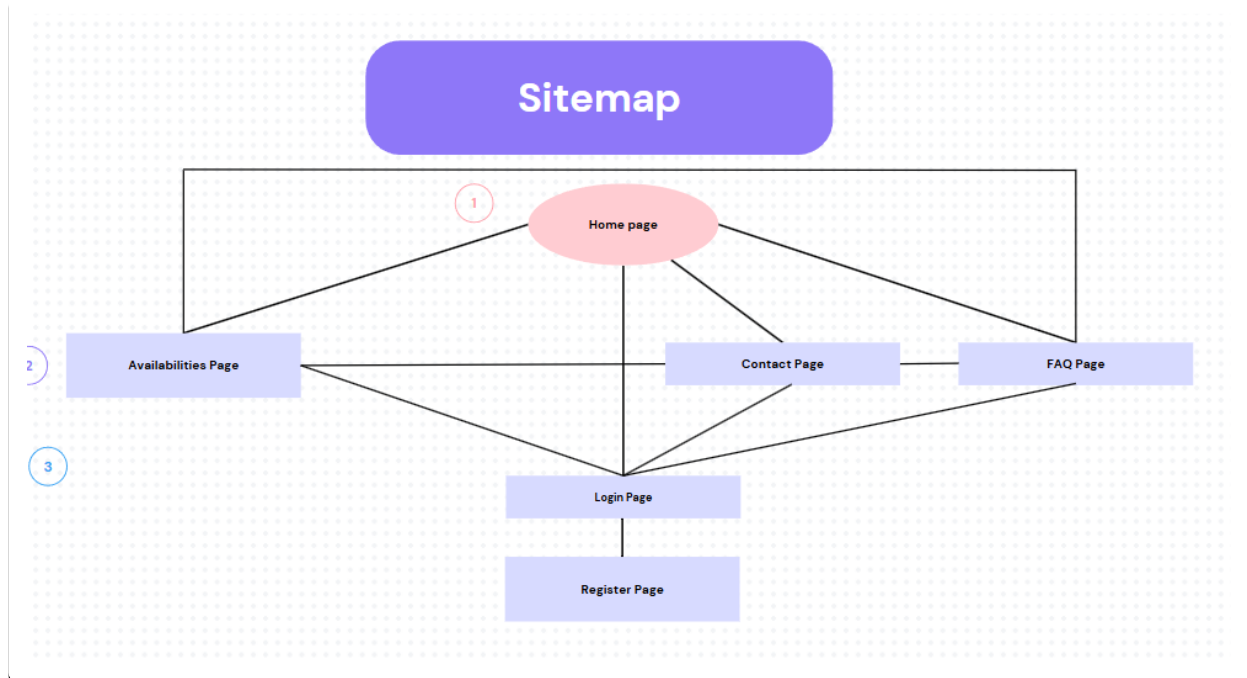 Sitemap
1
Home page
2
Availabilities Page
Contact Page
FAQ Page
3
Login Page
Register Page